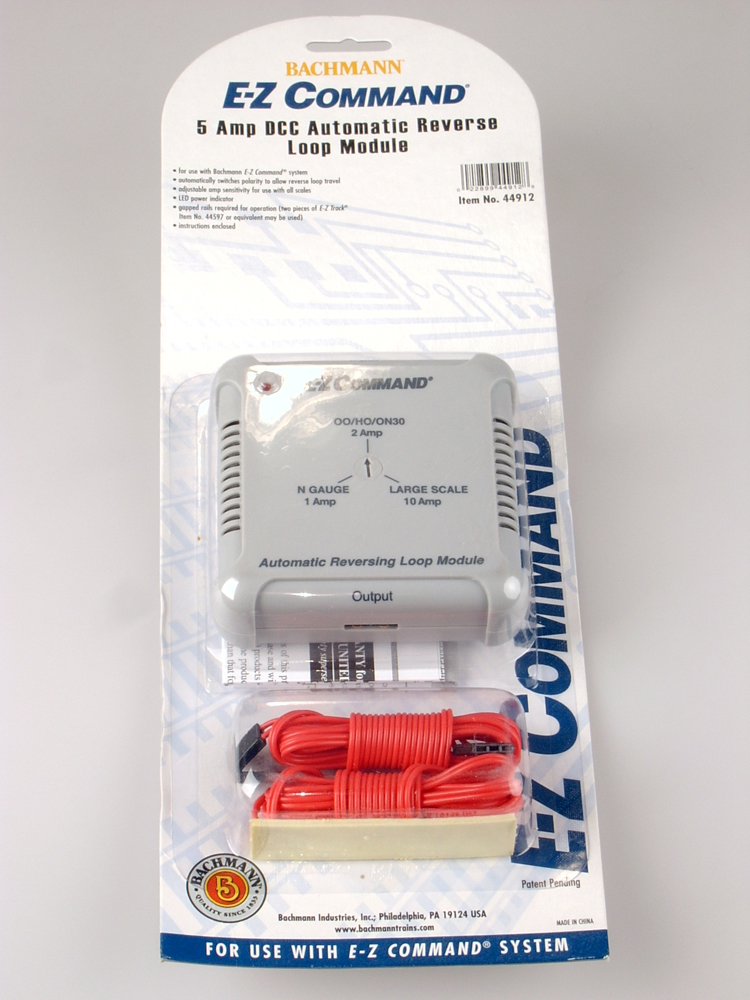 BACHMANN
E-Z COMMAND®
5 Amp DCC Automatic Reverse
Loop Module
• for use with Bachmann E-Z Command® system
• automatically switches polarity to allow reverse loop travel
• adjustable amp sensitivity for use with all scales
• LED power indicator
• gapped rails required for operation (two pieces of E-Z Track®
Item No. 44597 or equivalent may be used)
• instructions enclosed
0 22899 44912
Item No. 44912
E-Z COMMAND®
OO/HO/ON30
2 Amp
N GAUGE
1 Amp
LARGE SCALE
10 Amp
Automatic Reversing Loop Module
Output
E-Z COMMAND
BACHMANN
B
QUALITY SINCE 1833
Patent Pending
Bachmann Industries, Inc.; Philadelphia, PA 19124 USA
www.bachmanntrains.com
MADE IN CHINA
FOR USE WITH E-Z COMMAND® SYSTEM